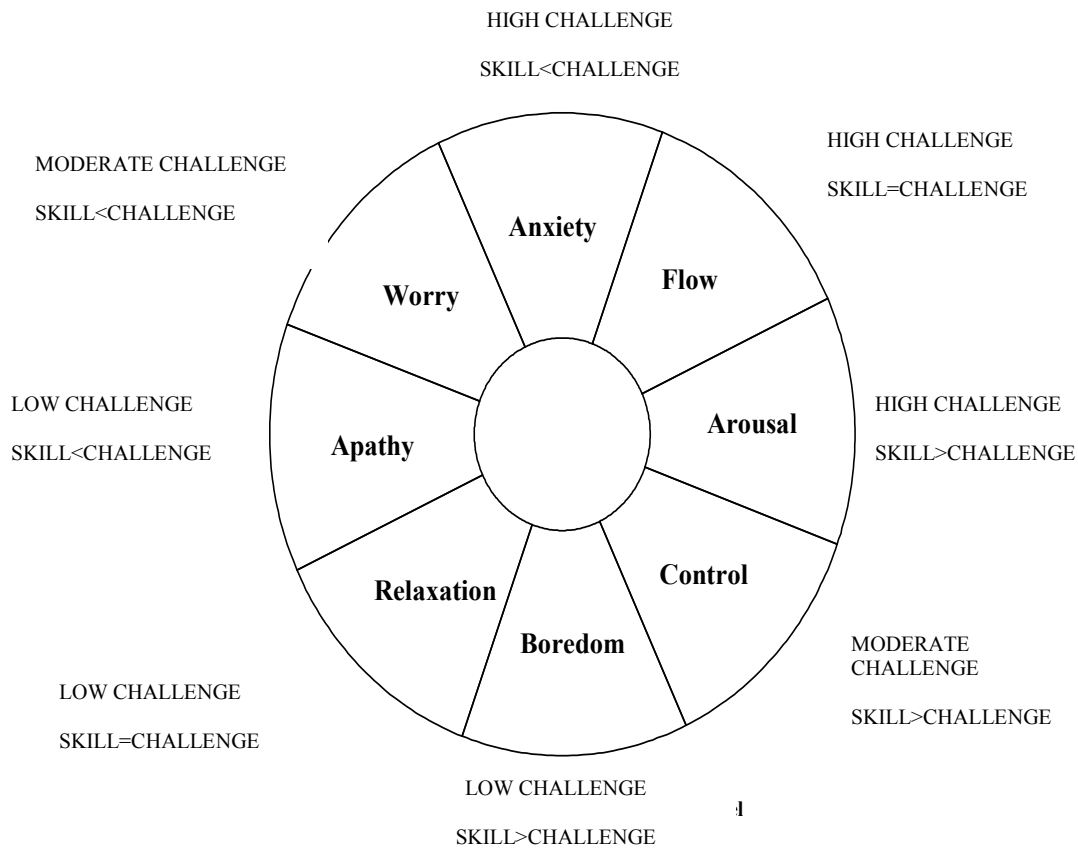 HIGH CHALLENGE
SKILL<CHALLENGE
HIGH CHALLENGE
SKILL=CHALLENGE
MODERATE CHALLENGE
SKILL<CHALLENGE
Anxiety
Flow
Worry
LOW CHALLENGE
SKILL<CHALLENGE
Apathy
Arousal
HIGH CHALLENGE
SKILL>CHALLENGE
Control
Relaxation
Boredom
MODERATE
CHALLENGE
SKILL>CHALLENGE
LOW CHALLENGE
SKILL=CHALLENGE
LOW CHALLENGE
SKILL>CHALLENGE